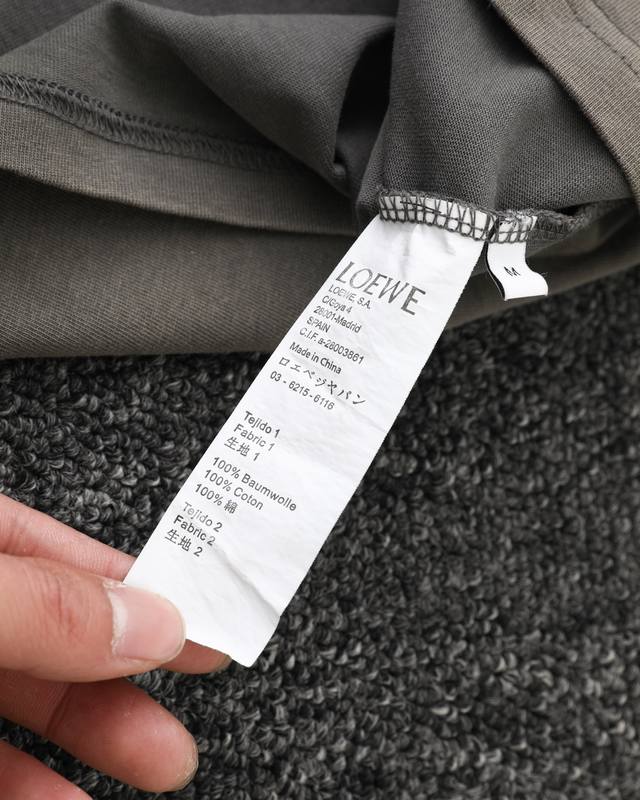 LOEWE
LOEWE, S.A.
C/Goya 4
28001-Madrid
SPAIN
C.I.F. a-28003861
Made in China
ロエベジャパン
03 - 6215-6116
Tejido 1
Fabric 1
生地 1
100% Baumwolle
100% Coton
100% 綿
Tejido 2
Fabric 2
生地 2
M